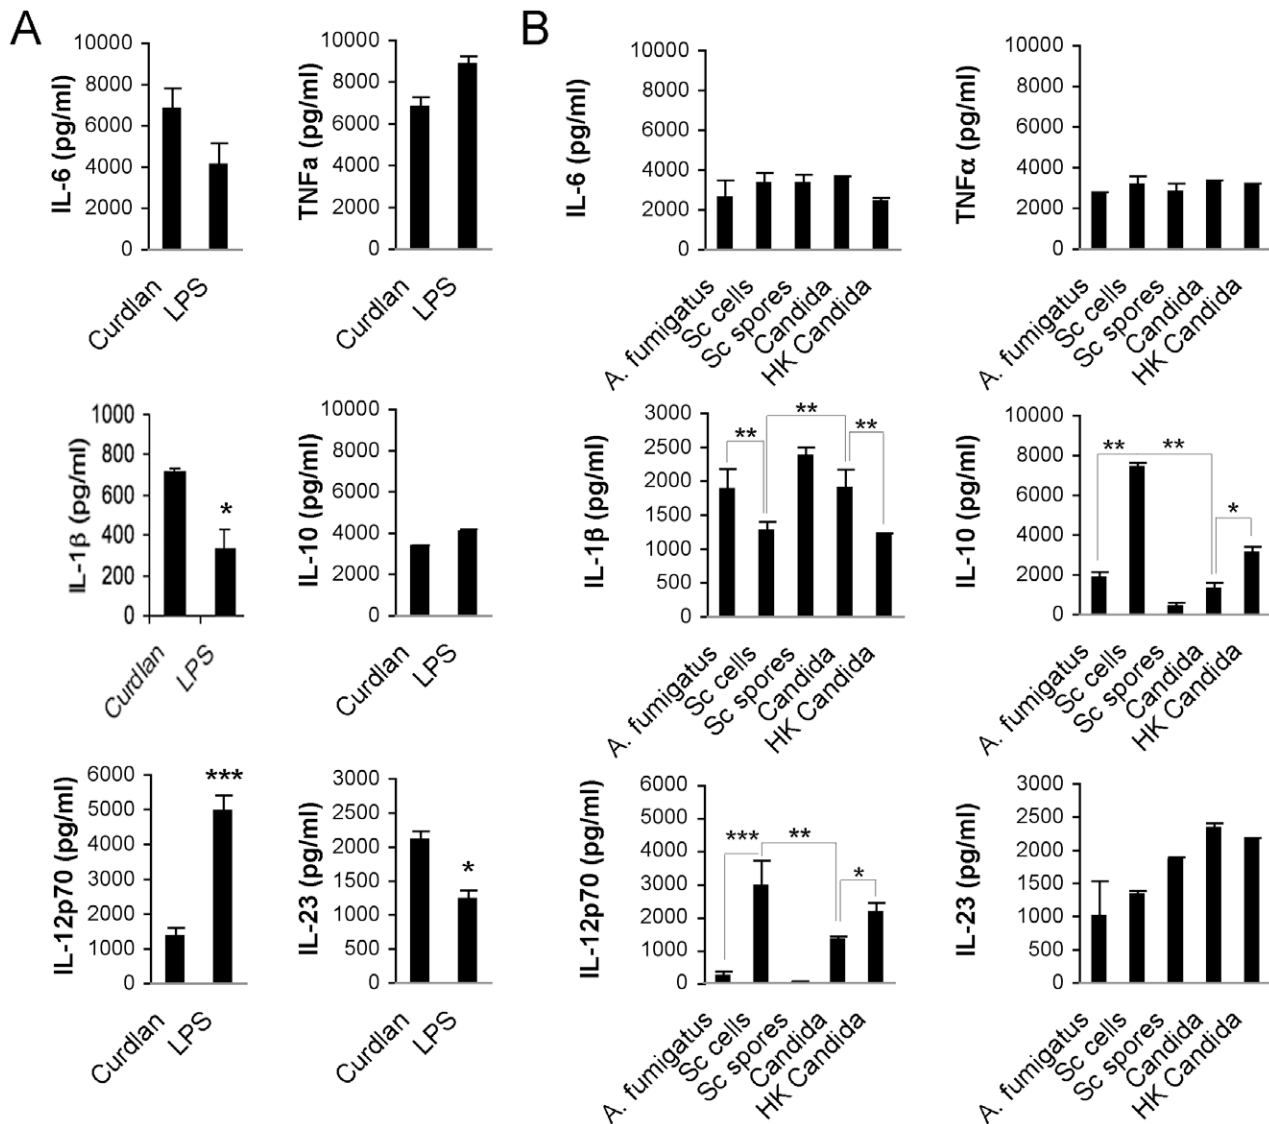 A
B
IL-6 (pg/ml)
10000
8000
6000
4000
2000
0
Curdlan
LPS
TNFa (pg/ml)
10000
8000
6000
4000
2000
0
Curdlan
LPS
IL-6 (pg/ml)
10000
8000
6000
4000
2000
0
A. fumigatus
Sc cells
Sc spores
Candida
HK Candida
TNFα (pg/ml)
10000
8000
6000
4000
2000
0
A. fumigatus
Sc cells
Sc spores
Candida
HK Candida
IL-1β (pg/ml)
1000
800
600
400
200
0
*
Curdlan
LPS
IL-10 (pg/ml)
10000
8000
6000
4000
2000
0
Curdlan
LPS
IL-1β (pg/ml)
3000
2500
2000
1500
1000
500
0
**
**
**
A. fumigatus
Sc cells
Sc spores
Candida
HK Candida
IL-10 (pg/ml)
10000
8000
6000
4000
2000
0
**
**
*
A. fumigatus
Sc cells
Sc spores
Candida
HK Candida
IL-12p70 (pg/ml)
6000
5000
4000
3000
2000
1000
0
***
Curdlan
LPS
IL-23 (pg/ml)
3000
2500
2000
1500
1000
500
0
*
Curdlan
LPS
IL-12p70 (pg/ml)
6000
5000
4000
3000
2000
1000
0
***
**
*
A. fumigatus
Sc cells
Sc spores
Candida
HK Candida
IL-23 (pg/ml)
3000
2500
2000
1500
1000
500
0
A. fumigatus
Sc cells
Sc spores
Candida
HK Candida